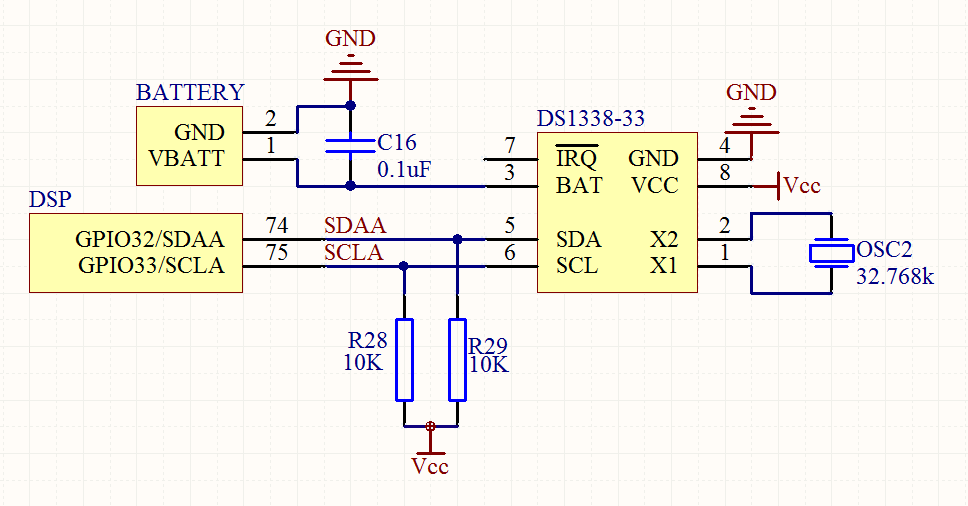 GND
BATTERY
GND
2
VBATT
1
C16
0.1uF
DS1338-33
GND
7
IRQ
GND
4
3
BAT
VCC
8
Vcc
DSP
GPIO32/SDAA
74
SDAA
5
SDA
X2
2
GPIO33/SCLA
75
SCLA
6
SCL
X1
1
OSC2
32.768k
R28
10K
R29
10K
Vcc